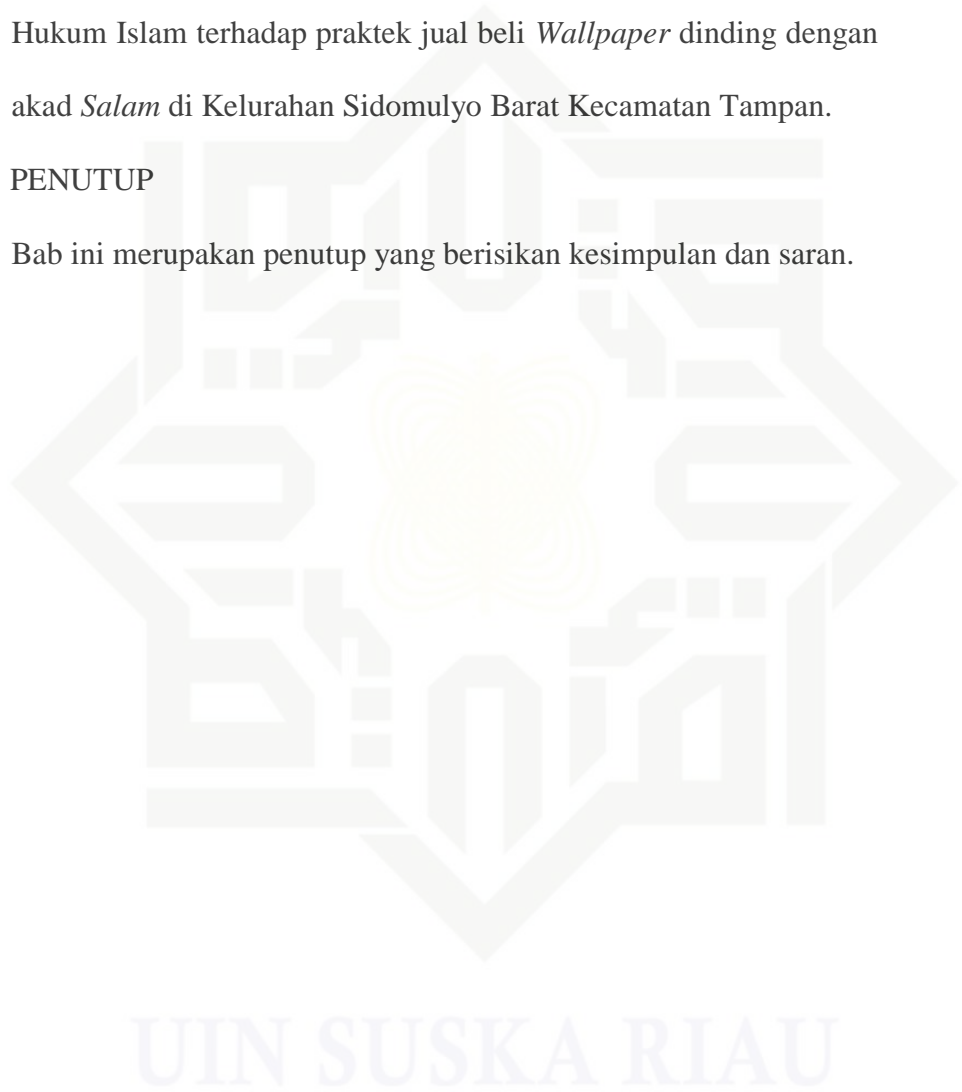 Hukum Islam terhadap praktek jual beli Wallpaper dinding dengan
akad Salam di Kelurahan Sidomulyo Barat Kecamatan Tampan.
PENUTUP
Bab ini merupakan penutup yang berisikan kesimpulan dan saran.
UIN SUSKA RIAU